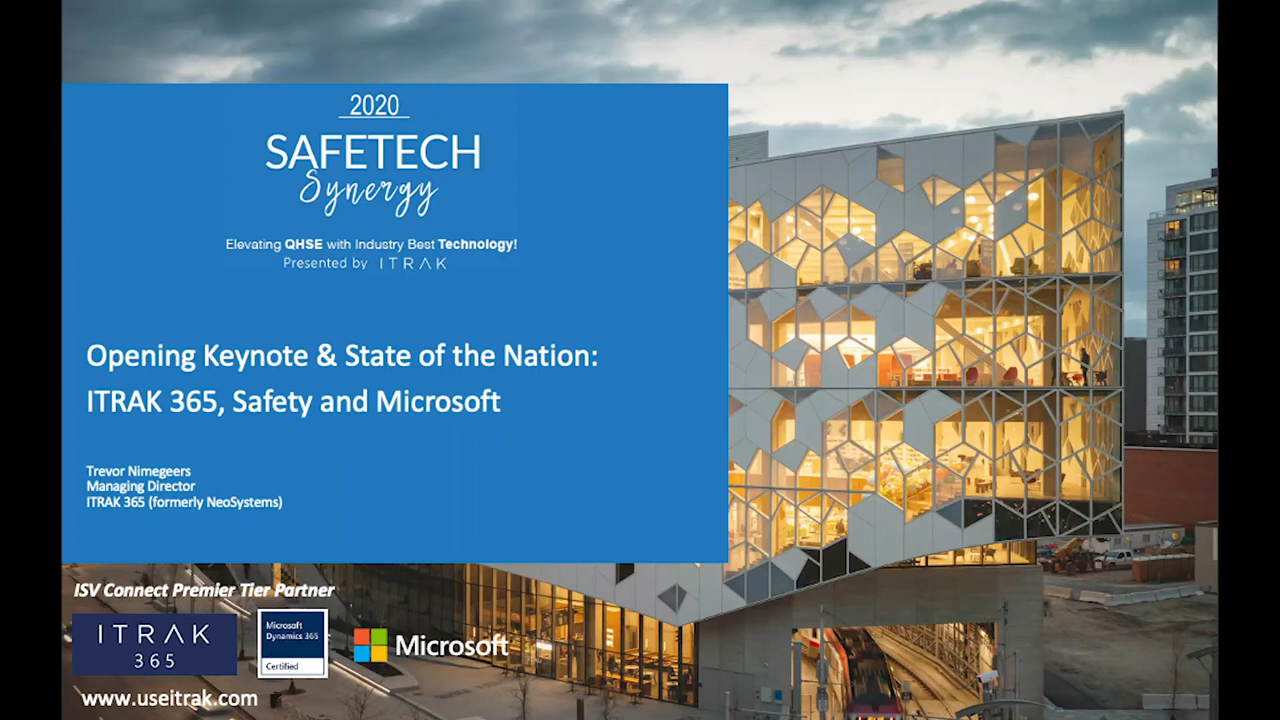 2020
SAFETECH
Synergy
Elevating QHSE with Industry Best Technology!
Presented by ITRAK
Opening Keynote & State of the Nation:
ITRAK 365, Safety and Microsoft
Trevor Nimegeers
Managing Director
ITRAK 365 (formerly NeoSystems)
ISV Connect Premier Tier Partner
ITRAK
365
Microsoft
Dynamics 365
Certified
Microsoft
www.useitrak.com